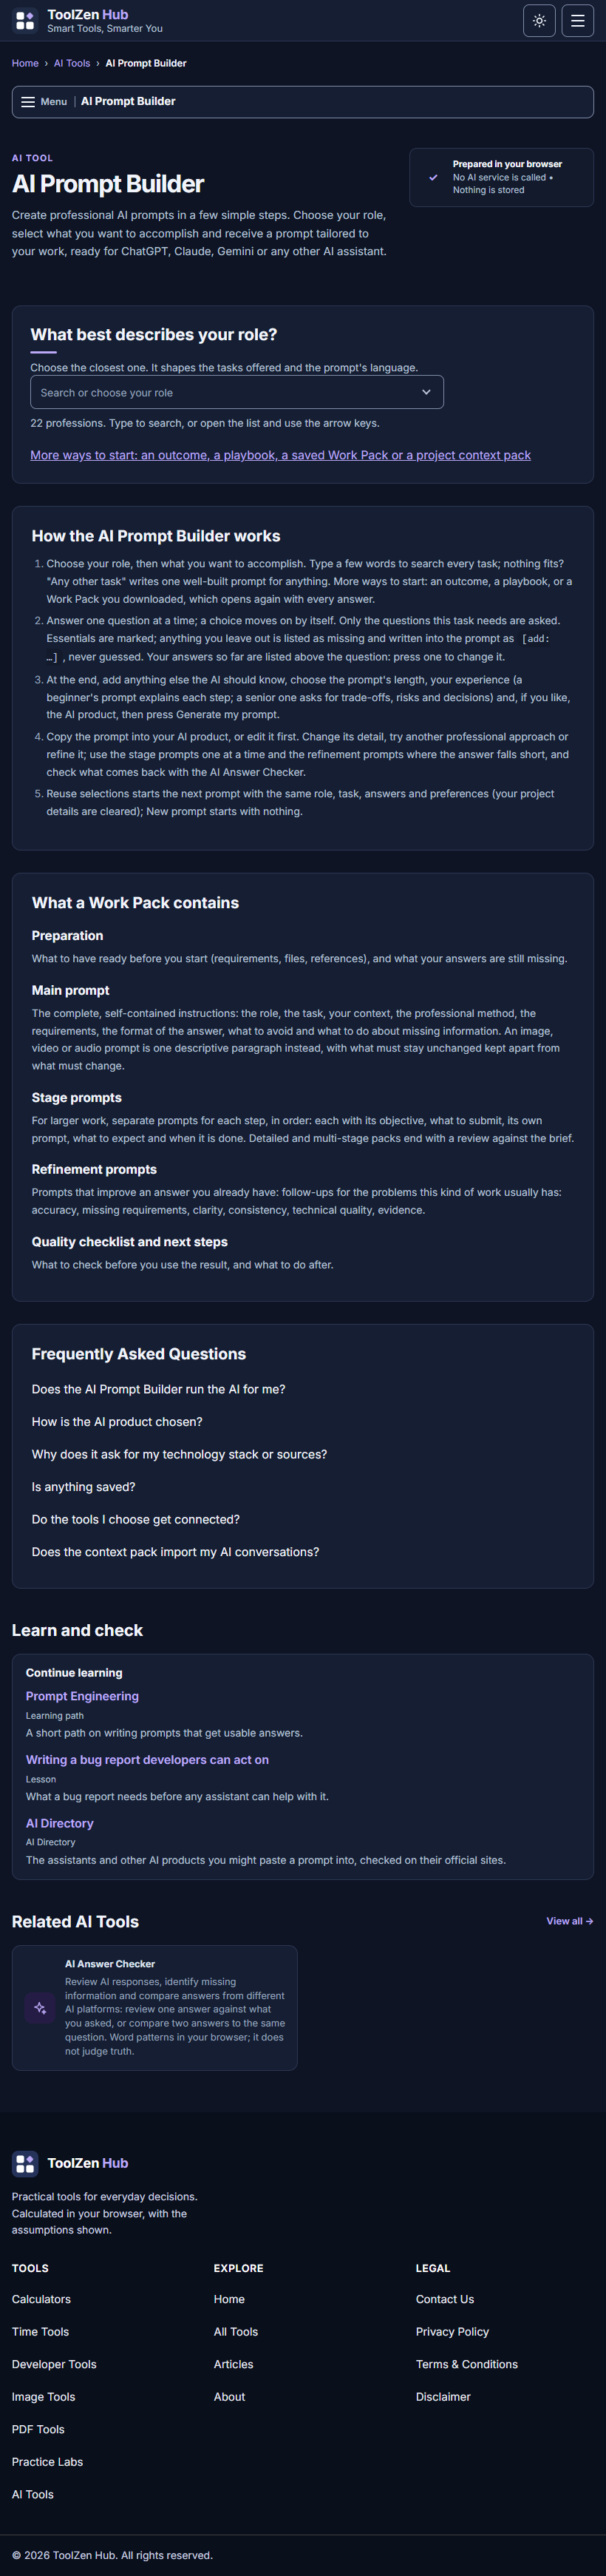 ToolZen Hub
Smart Tools, Smarter You
Home › AI Tools › AI Prompt Builder
Menu | AI Prompt Builder
AI TOOL
AI Prompt Builder
Create professional AI prompts in a few simple steps. Choose your role,
select what you want to accomplish and receive a prompt tailored to
your work, ready for ChatGPT, Claude, Gemini or any other AI assistant.
Prepared in your browser
No AI service is called •
Nothing is stored
What best describes your role?
Choose the closest one. It shapes the tasks offered and the prompt's language.
Search or choose your role
22 professions. Type to search, or open the list and use the arrow keys.
More ways to start: an outcome, a playbook, a saved Work Pack or a project context pack
How the AI Prompt Builder works
1. Choose your role, then what you want to accomplish. Type a few words to search every task; nothing fits?
"Any other task" writes one well-built prompt for anything. More ways to start: an outcome, a playbook, or a
Work Pack you downloaded, which opens again with every answer.
2. Answer one question at a time; a choice moves on by itself. Only the questions this task needs are asked.
Essentials are marked; anything you leave out is listed as missing and written into the prompt as [add:
…] , never guessed. Your answers so far are listed above the question: press one to change it.
3. At the end, add anything else the AI should know, choose the prompt's length, your experience (a
beginner's prompt explains each step; a senior one asks for trade-offs, risks and decisions) and, if you like,
the AI product, then press Generate my prompt.
4. Copy the prompt into your AI product, or edit it first. Change its detail, try another professional approach or
refine it; use the stage prompts one at a time and the refinement prompts where the answer falls short, and
check what comes back with the AI Answer Checker.
5. Reuse selections starts the next prompt with the same role, task, answers and preferences (your project
details are cleared); New prompt starts with nothing.
What a Work Pack contains
Preparation
What to have ready before you start (requirements, files, references), and what your answers are still missing.
Main prompt
The complete, self-contained instructions: the role, the task, your context, the professional method, the
requirements, the format of the answer, what to avoid and what to do about missing information. An image,
video or audio prompt is one descriptive paragraph instead, with what must stay unchanged kept apart from
what must change.
Stage prompts
For larger work, separate prompts for each step, in order: each with its objective, what to submit, its own
prompt, what to expect and when it is done. Detailed and multi-stage packs end with a review against the brief.
Refinement prompts
Prompts that improve an answer you already have: follow-ups for the problems this kind of work usually has:
accuracy, missing requirements, clarity, consistency, technical quality, evidence.
Quality checklist and next steps
What to check before you use the result, and what to do after.
Frequently Asked Questions
Does the AI Prompt Builder run the AI for me?
How is the AI product chosen?
Why does it ask for my technology stack or sources?
Is anything saved?
Do the tools I choose get connected?
Does the context pack import my AI conversations?
Learn and check
Continue learning
Prompt Engineering
Learning path
A short path on writing prompts that get usable answers.
Writing a bug report developers can act on
Lesson
What a bug report needs before any assistant can help with it.
AI Directory
AI Directory
The assistants and other AI products you might paste a prompt into, checked on their official sites.
Related AI Tools
View all →
AI Answer Checker
Review AI responses, identify missing
information and compare answers from different
AI platforms: review one answer against what
you asked, or compare two answers to the same
question. Word patterns in your browser; it does
not judge truth.
ToolZen Hub
Practical tools for everyday decisions.
Calculated in your browser, with the
assumptions shown.
TOOLS
Calculators
Time Tools
Developer Tools
Image Tools
PDF Tools
Practice Labs
AI Tools
EXPLORE
Home
All Tools
Articles
About
LEGAL
Contact Us
Privacy Policy
Terms & Conditions
Disclaimer
© 2026 ToolZen Hub. All rights reserved.